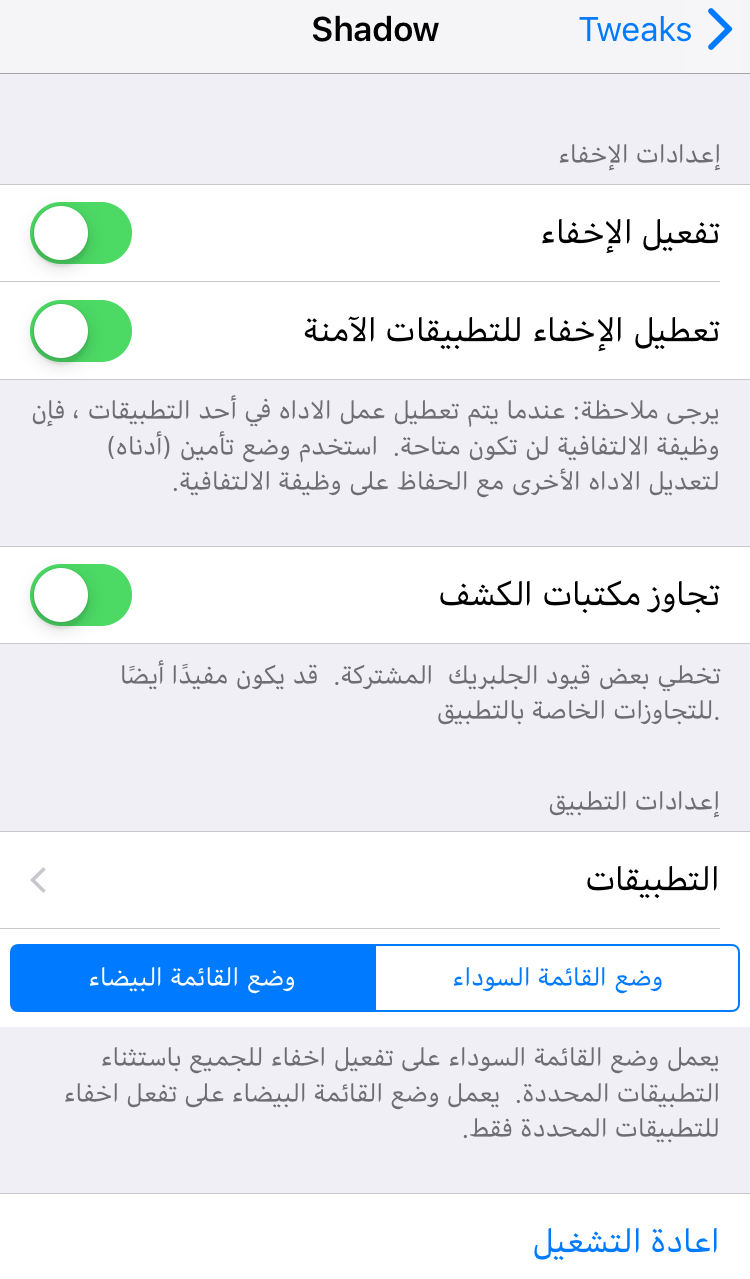 Shadow
Tweaks
إعدادات الإخفاء
تفعيل الإخفاء
تعطيل الإخفاء للتطبيقات الآمنة
يرجى ملاحظة: عندما يتم تعطيل عمل الاداه في أحد التطبيقات ، فإن
وظيفة الالتفافية لن تكون متاحة. استخدم وضع تأمين (أدناه)
لتعديل الاداه الأخرى مع الحفاظ على وظيفة الالتفافية.
تجاوز مكتبات الكشف
تخطي بعض قيود الجلبريك المشتركة. قد يكون مفيدًا أيضًا
.للتجاوزات الخاصة بالتطبيق
إعدادات التطبيق
التطبيقات
وضع القائمة السوداء
وضع القائمة البيضاء
يعمل وضع القائمة السوداء على تفعيل اخفاء للجميع باستثناء
التطبيقات المحددة. يعمل وضع القائمة البيضاء على تفعل اخفاء
للتطبيقات المحددة فقط.
اعادة التشغيل